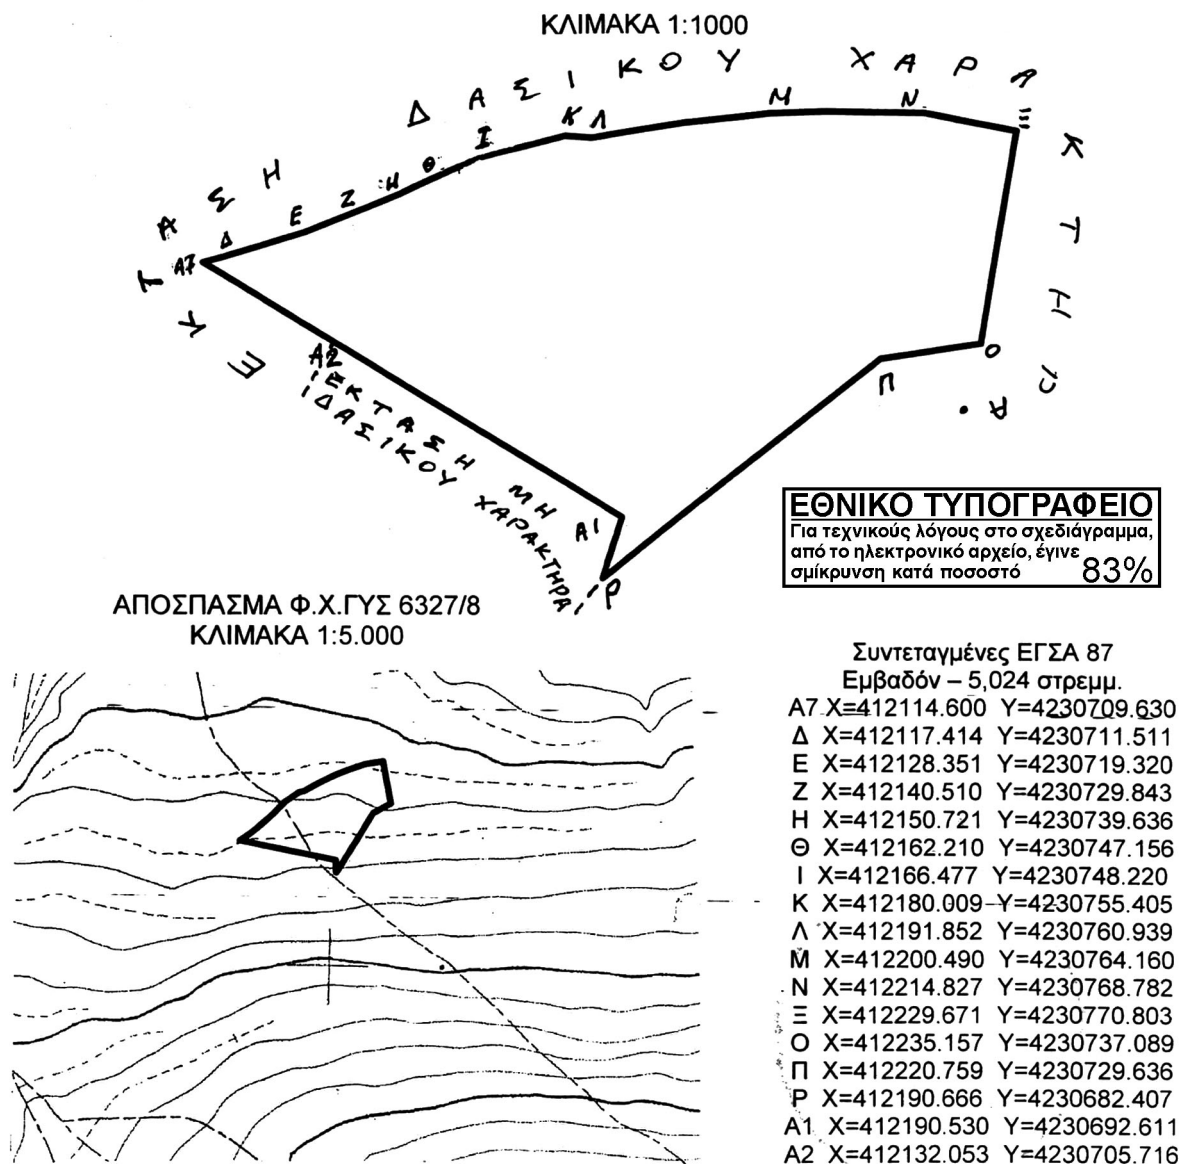 ΚΛΙΜΑΚΑ 1:1000
ΕΚΤΑΣΗ ΔΑΣΙΚΟΥ ΧΑΡΑΚΤΗΡΑ.
Α7 Δ Ε Ζ Η Θ Ι Κ Λ Μ Ν Ξ
Ο
Π
Α2
ΕΚΤΑΣΗ ΜΗ
ΔΑΣΙΚΟΥ ΧΑΡΑΚΤΗΡΑ
Α1
Ρ
ΕΘΝΙΚΟ ΤΥΠΟΓΡΑΦΕΙΟ
Για τεχνικούς λόγους στο σχεδιάγραμμα,
από το ηλεκτρονικό αρχείο, έγινε
σμίκρυνση κατά ποσοστό 83%
ΑΠΟΣΠΑΣΜΑ Φ.Χ.ΓΥΣ 6327/8
ΚΛΙΜΑΚΑ 1:5.000
Συντεταγμένες ΕΓΣΑ 87
Εμβαδόν – 5,024 στρεμμ.
Α7 Χ=412114.600 Υ=4230709.630
Δ Χ=412117.414 Υ=4230711.511
Ε Χ=412128.351 Υ=4230719.320
Ζ Χ=412140.510 Υ=4230729.843
Η Χ=412150.721 Υ=4230739.636
Θ Χ=412162.210 Υ=4230747.156
Ι Χ=412166.477 Υ=4230748.220
Κ Χ=412180.009 Υ=4230755.405
Λ Χ=412191.852 Υ=4230760.939
Μ Χ=412200.490 Υ=4230764.160
Ν Χ=412214.827 Υ=4230768.782
Ξ Χ=412229.671 Υ=4230770.803
Ο Χ=412235.157 Υ=4230737.089
Π Χ=412220.759 Υ=4230729.636
Ρ Χ=412190.666 Υ=4230682.407
Α1 Χ=412190.530 Υ=4230692.611
Α2 Χ=412132.053 Υ=4230705.716